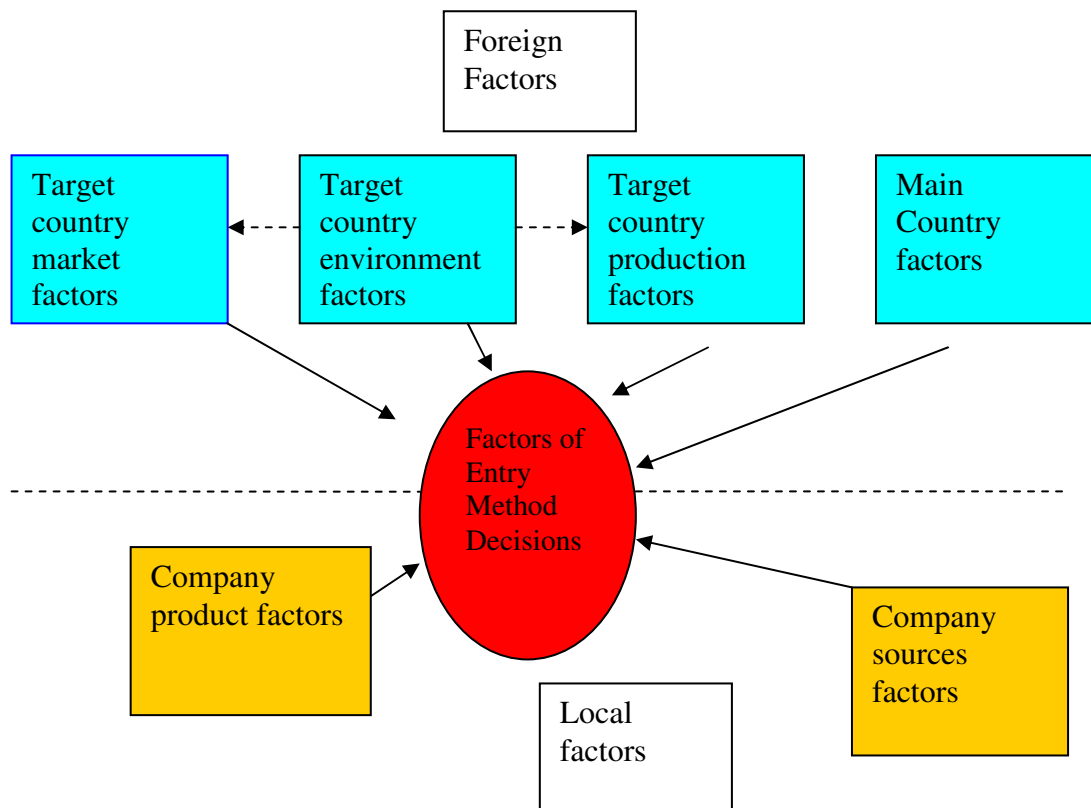 Foreign
Factors
Target
country
market
factors
Target
country
environment
factors
Target
country
production
factors
Main
Country
factors
Factors of
Entry
Method
Decisions
Company
product factors
Company
sources
factors
Local
factors